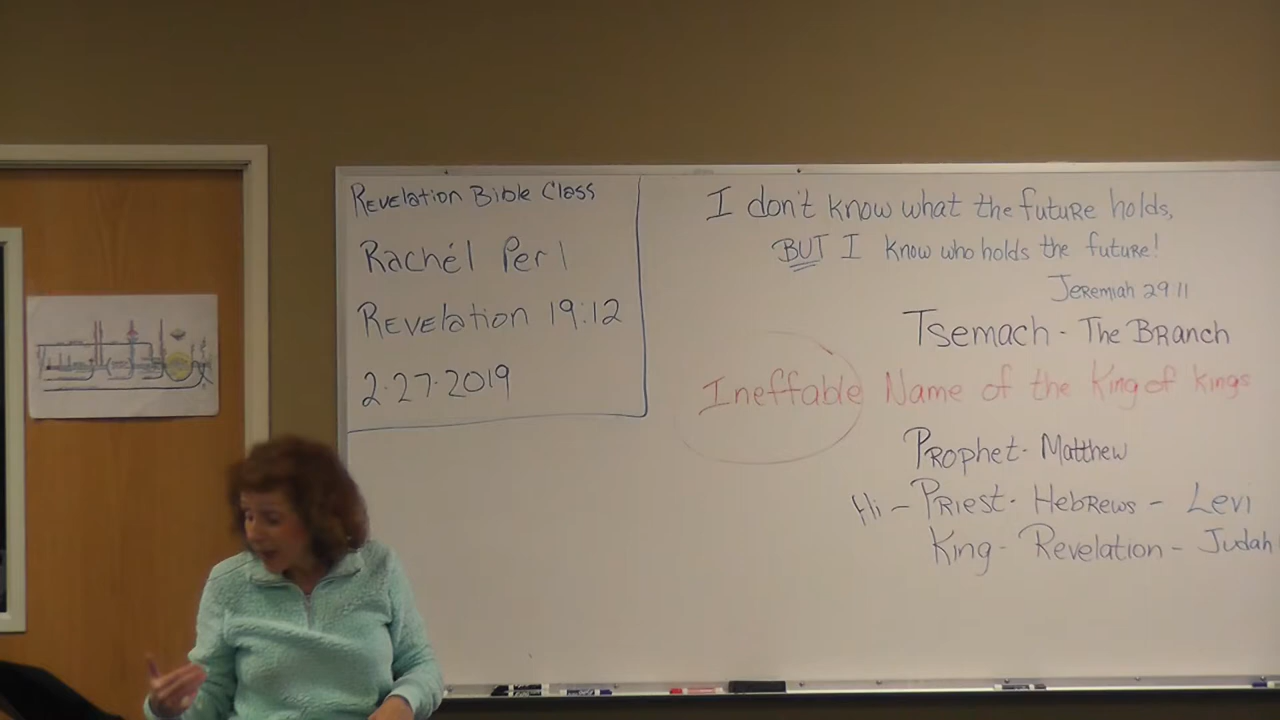 Revelation Bible Class
Rachél Perl
Revelation 19:12
2.27.2019
I don't know what the future holds,
BUT I know who holds the future!
Jeremiah 29 11
Tsemach - The Branch
Ineffable Name of the King of kings
Prophet - Matthew
Hi - Priest - Hebrews - Levi
King - Revelation - Judah